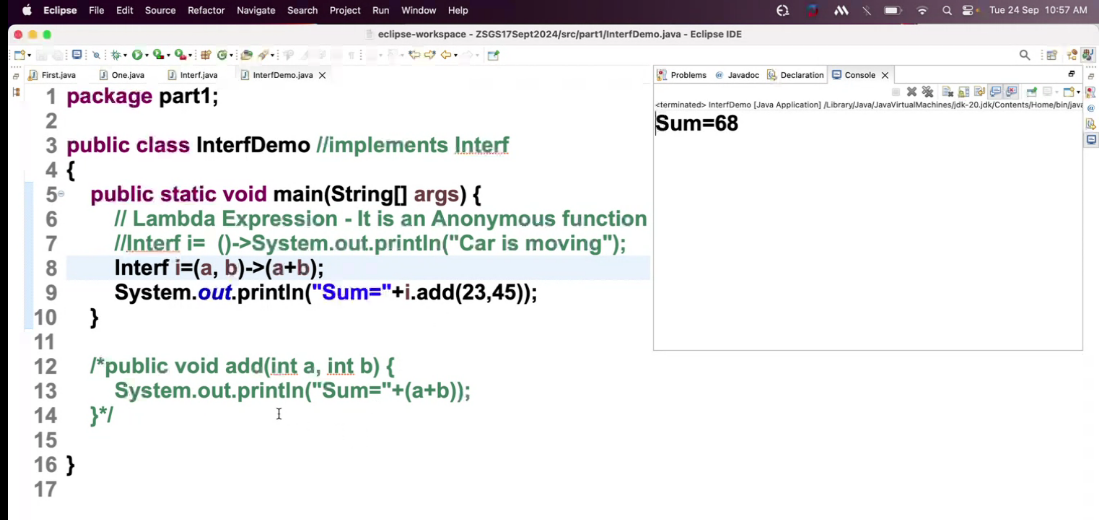 Eclipse File Edit Source Refactor Navigate Search Project Run Window Help Tue 24 Sep 10:57 AM
eclipse-workspace - ZSGS17Sept2024/src/part1/InterfDemo.java - Eclipse IDE
First.java One.java Interf.java InterfDemo.java
Problems Javadoc Declaration Console
<terminated> InterfDemo [Java Application] /Library/Java/JavaVirtualMachines/jdk-20.jdk/Contents/Home/bin/java
Sum=68
1 package part1;
2
3 public class InterfDemo //implements Interf
4 {
5 public static void main(String[] args) {
6 // Lambda Expression - It is an Anonymous function
7 //Interf i=  ()->System.out.println("Car is moving");
8 Interf i=(a, b)->(a+b);
9 System.out.println("Sum="+i.add(23,45));
10 }
11
12 /*public void add(int a, int b) {
13 System.out.println("Sum="+(a+b));
14 }*/
15
16 }
17